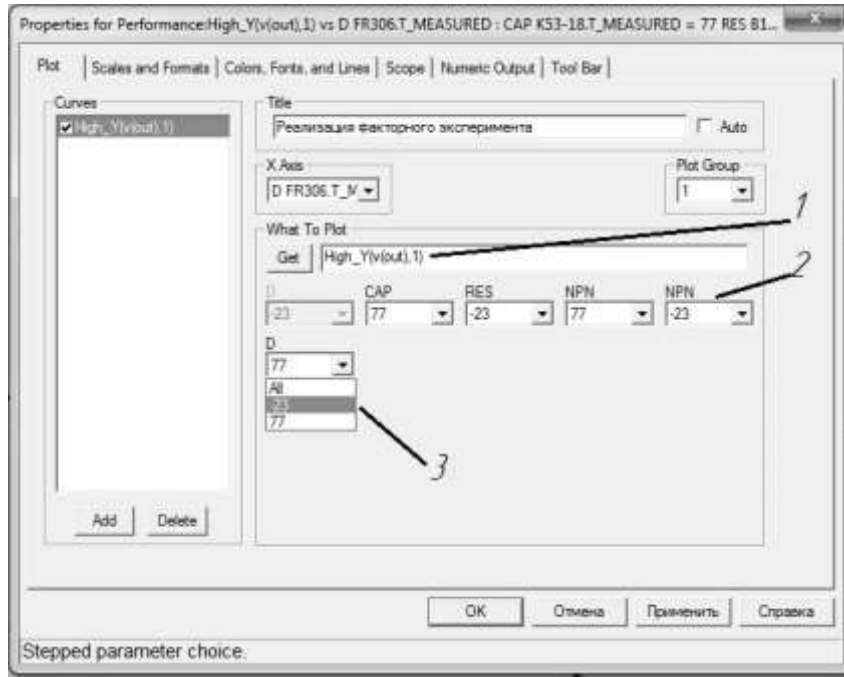 Properties for Performance:High_Y(v(out),1) vs D FR306.T_MEASURED : CAP K53-18.T_MEASURED = 77 RES B1...
Plot Scales and Formats Colors, Fonts, and Lines Scope Numeric Output Tool Bar
Curves
High_Y(v(out),1)
Title
Реализация факторного эксперимента
Auto
X Axis
D FR306.T_M
Plot Group
1
1
What To Plot
Get High_Y(v(out),1)
2
D CAP RES NPN NPN
-23 77 -23 77 -23
D
77
All
-23
77
3
Add Delete
OK Отмена Применить Справка
Stepped parameter choice.